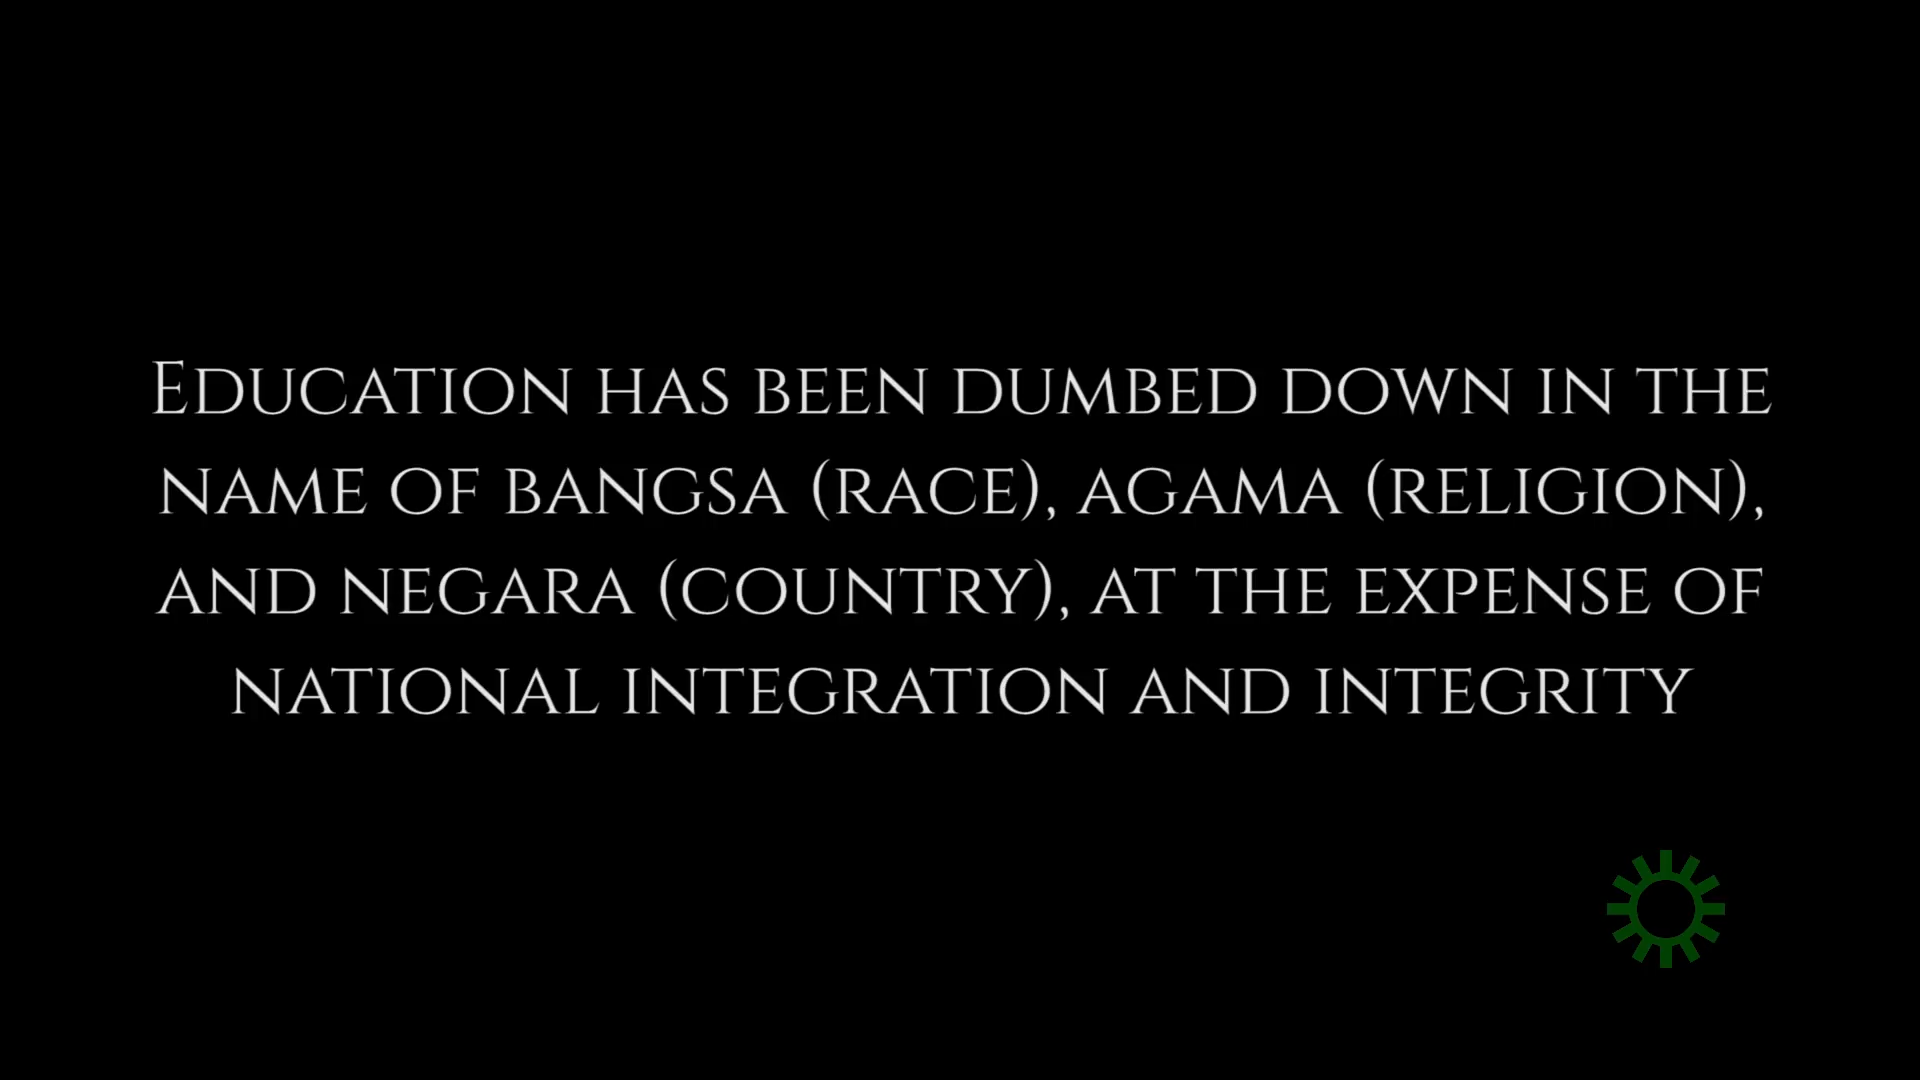 Education has been dumbed down in the
name of bangsa (race), agama (religion),
and negara (country), at the expense of
national integration and integrity